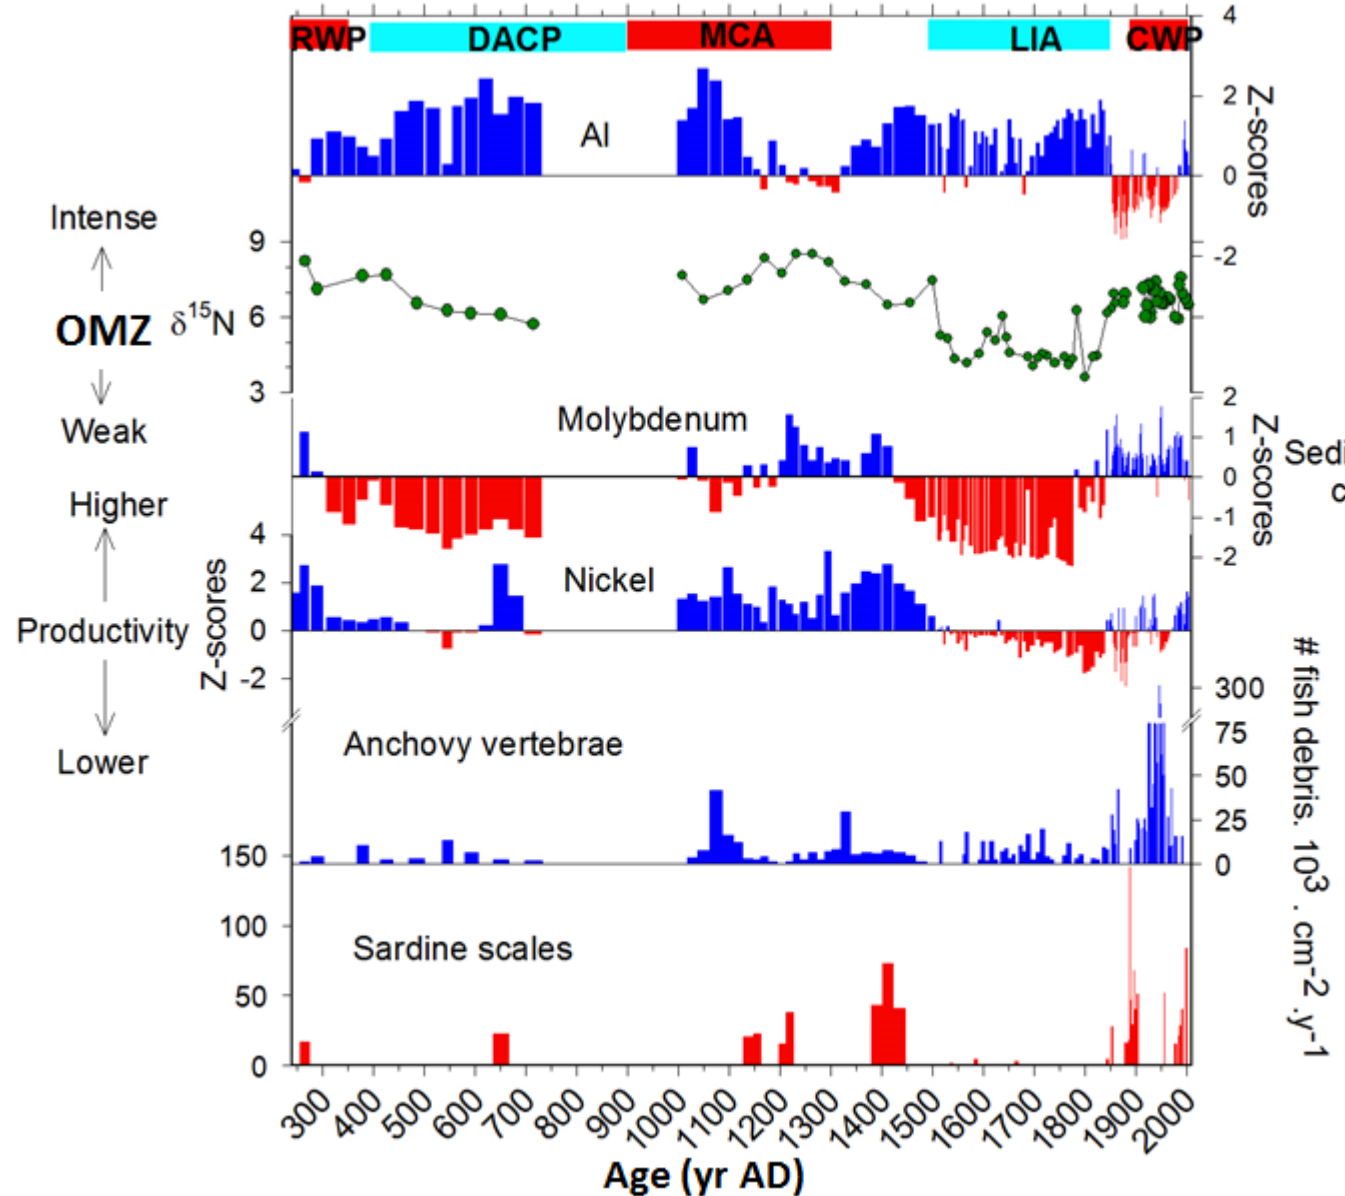 RWP DACP MCA LIA CWP
4
2
0
-2
Z-scores
Al
Intense
OMZ
Weak
9
6
3
δ15N
Molybdenum
2
1
0
-1
-2
Z-scores
Sedi
c
Higher
Productivity
Lower
4
2
0
-2
Z-scores
Nickel
300
75
50
25
0
Anchovy vertebrae
# fish debris. 103 . cm-2 .y-1
150
100
50
0
Sardine scales
300 400 500 600 700 800 900 1000 1100 1200 1300 1400 1500 1600 1700 1800 1900 2000
Age (yr AD)